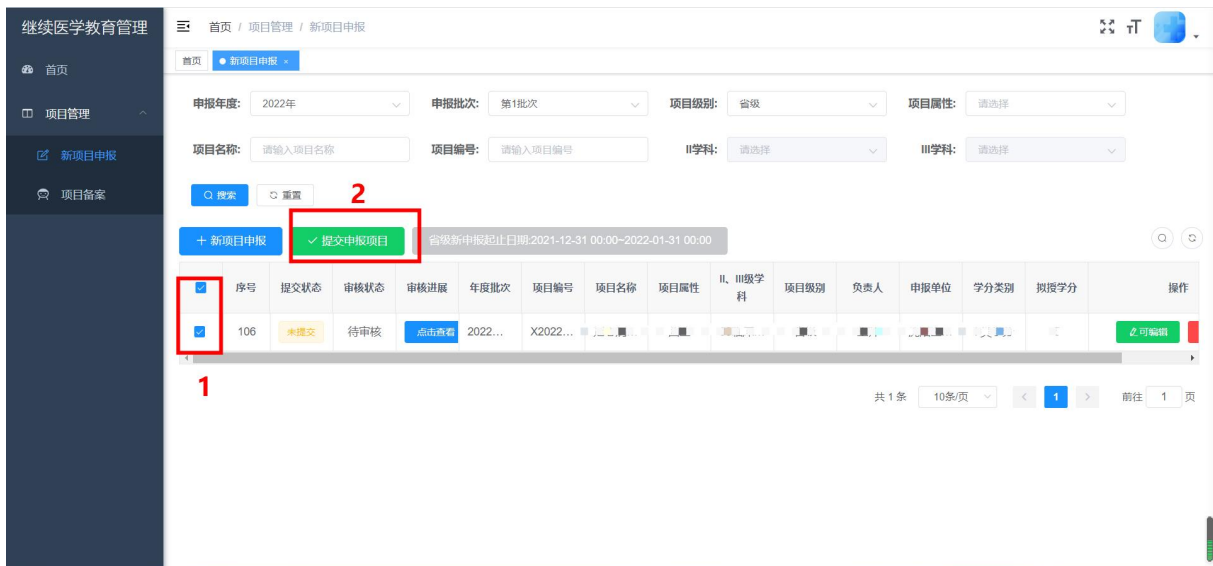 继续医学教育管理
首页 / 项目管理 / 新项目申报
首页
新项目申报 ×
首页
项目管理
新项目申报
项目备案
申报年度: 2022年 申报批次: 第1批次 项目级别: 省级 项目属性: 请选择
项目名称: 请输入项目名称 项目编号: 请输入项目编号 II学科: 请选择 III学科: 请选择
搜索 重置 2
+ 新项目申报 ✓ 提交申报项目 省级新申报起止日期:2021-12-31 00:00~2022-01-31 00:00
序号 提交状态 审核状态 审核进展 年度批次 项目编号 项目名称 项目属性 II、III级学科 项目级别 负责人 申报单位 学分类别 拟授学分 操作
106 未提交 待审核 点击查看 2022... X2022... 可编辑
1
共 1 条 10条/页 < 1 > 前往 1 页